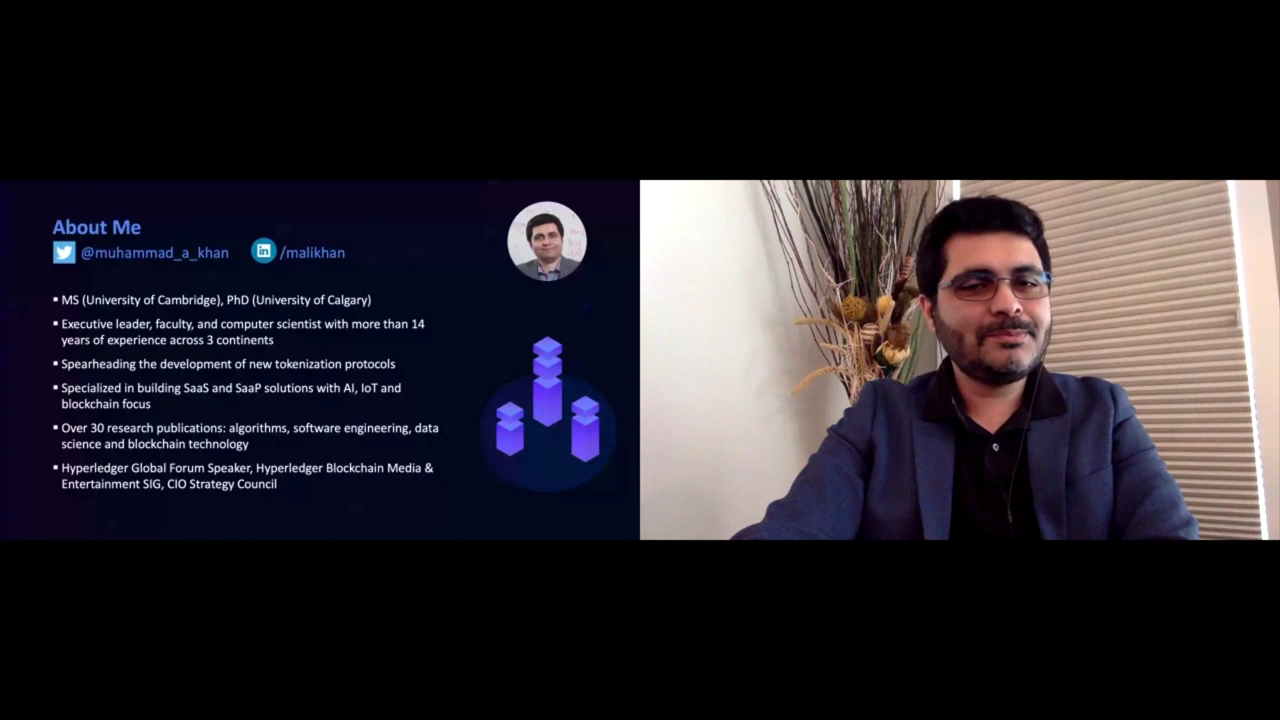 About Me
@muhammad_a_khan in /malikhan
▪ MS (University of Cambridge), PhD (University of Calgary)
▪ Executive leader, faculty, and computer scientist with more than 14
years of experience across 3 continents
▪ Spearheading the development of new tokenization protocols
▪ Specialized in building SaaS and SaaP solutions with AI, IoT and
blockchain focus
▪ Over 30 research publications: algorithms, software engineering, data
science and blockchain technology
▪ Hyperledger Global Forum Speaker, Hyperledger Blockchain Media &
Entertainment SIG, CIO Strategy Council